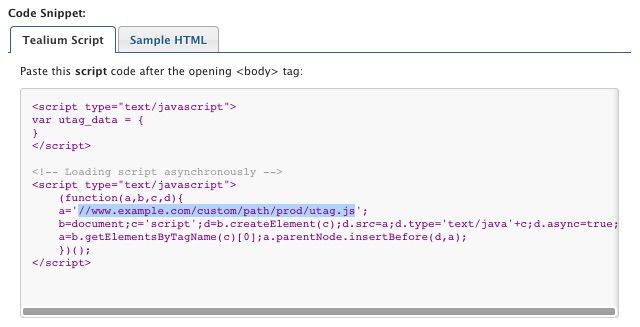 Code Snippet:
Tealium Script
Sample HTML
Paste this script code after the opening <body> tag:
<script type="text/javascript">
var utag_data = {
}
</script>
<!-- Loading script asynchronously -->
<script type="text/javascript">
(function(a,b,c,d){
a='//www.example.com/custom/path/prod/utag.js';
b=document;c='script';d=b.createElement(c);d.src=a;d.type='text/java'+c;d.async=true;
a=b.getElementsByTagName(c)[0];a.parentNode.insertBefore(d,a);
})();
</script>